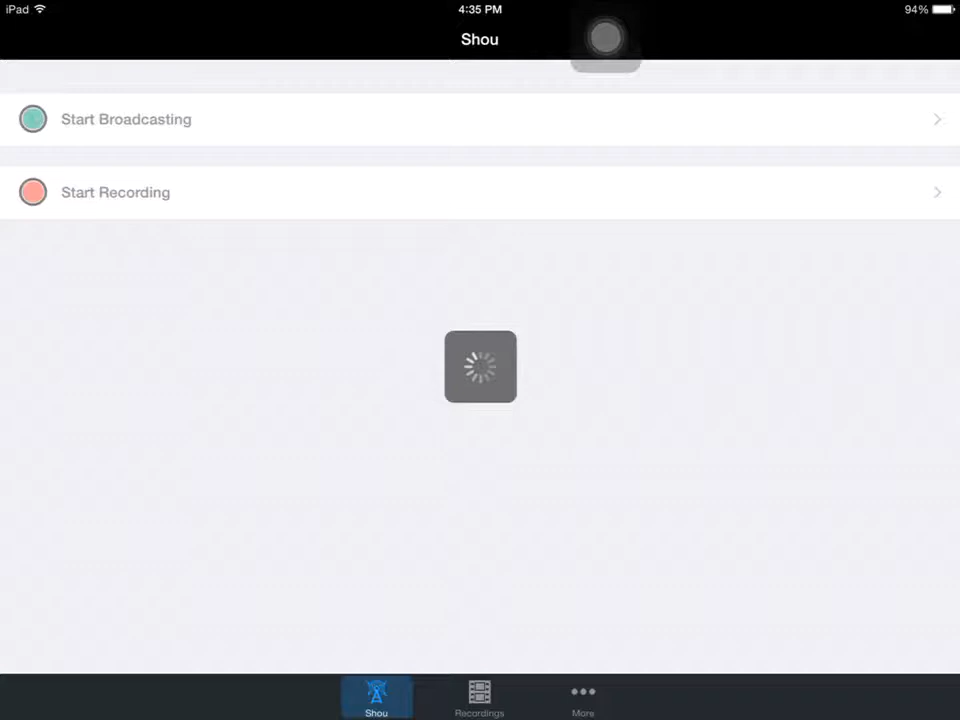 iPad 4:35 PM 94%
Shou
Start Broadcasting
Start Recording
Shou Recordings More